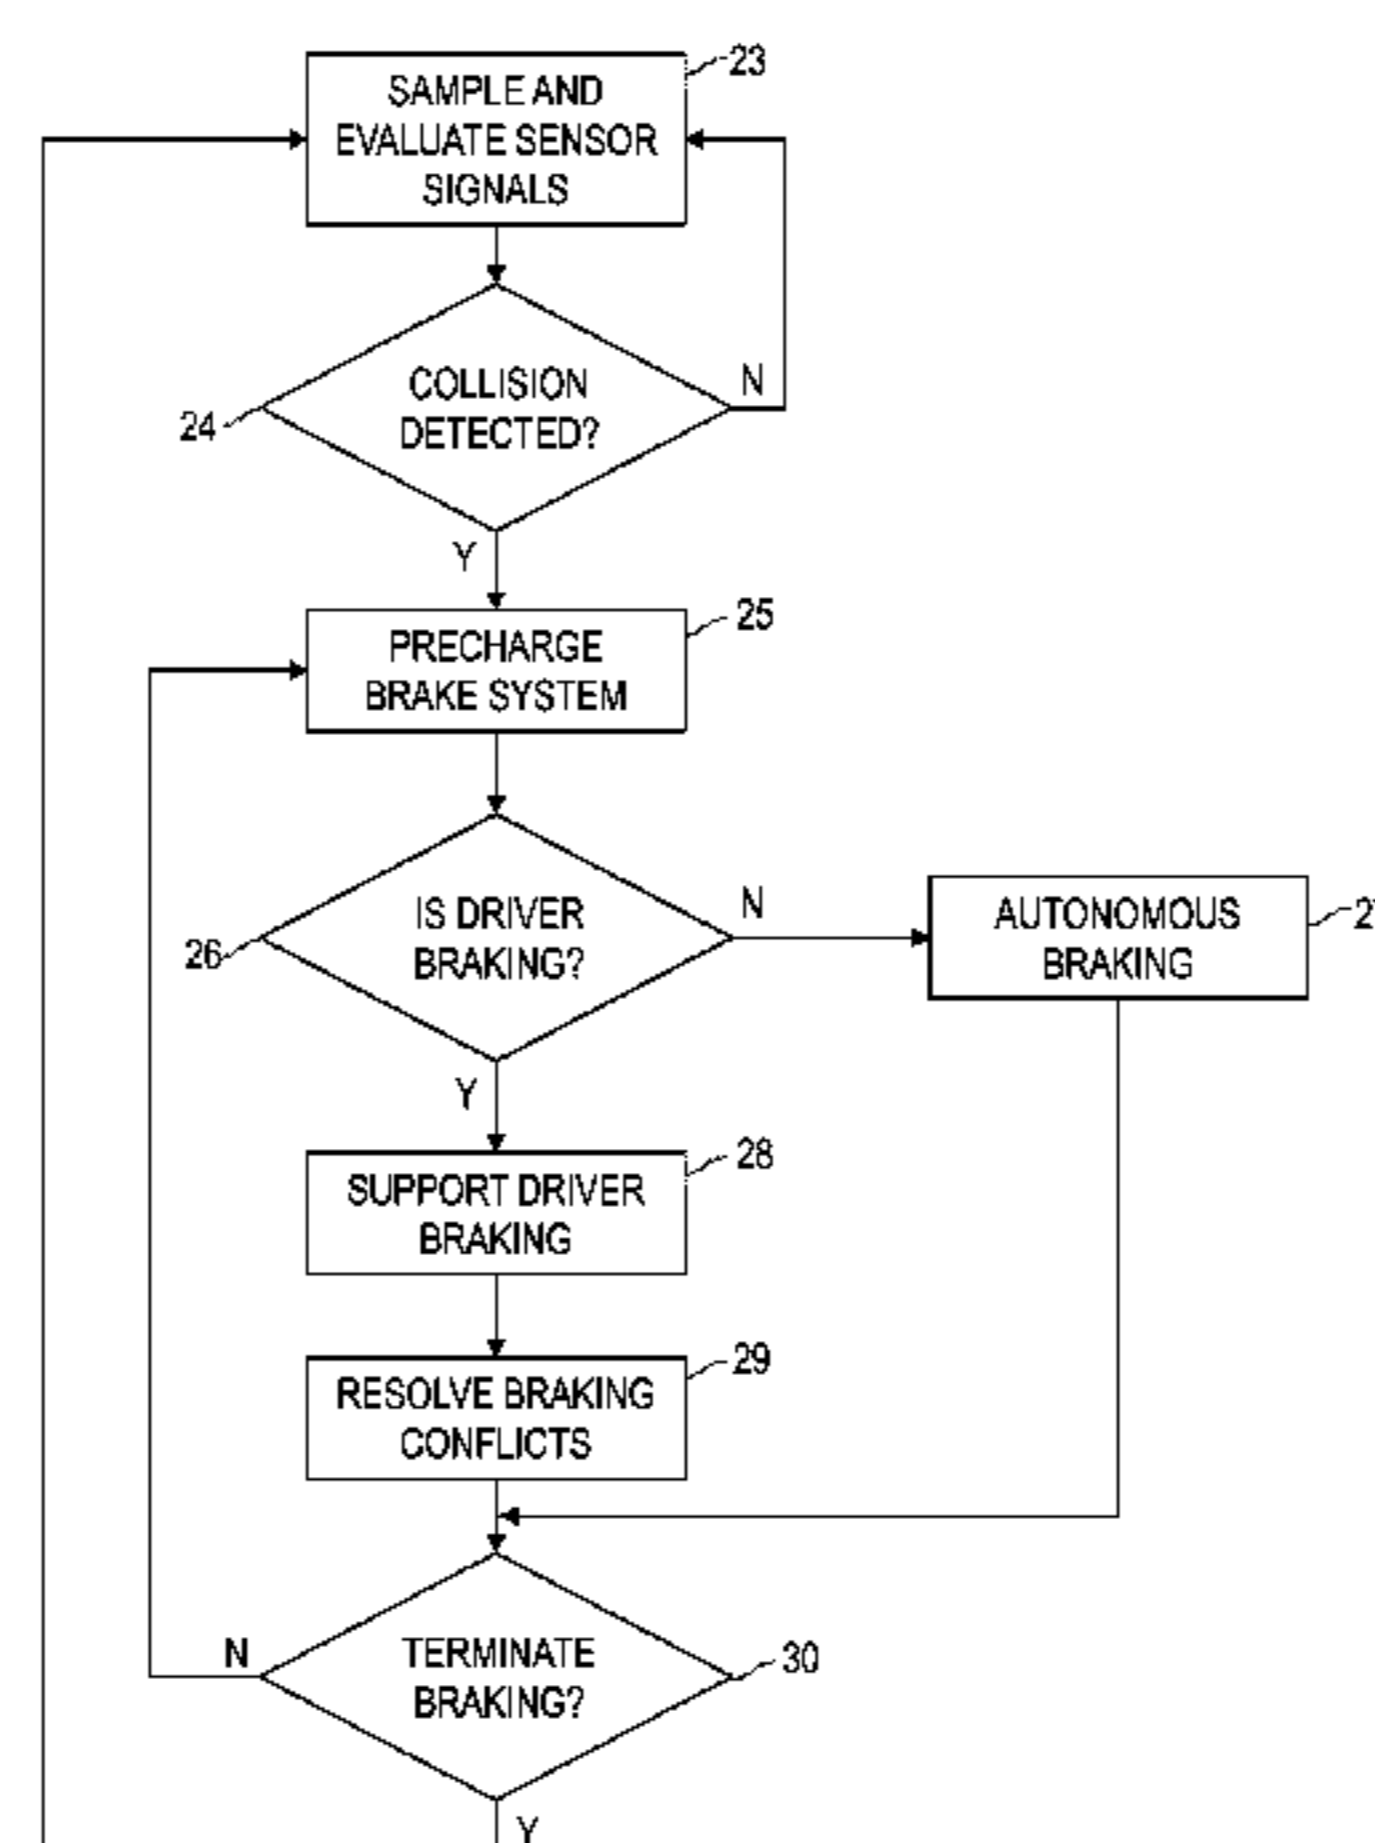 23
SAMPLE AND
EVALUATE SENSOR
SIGNALS
24
COLLISION
DETECTED?
N
Y
25
PRECHARGE
BRAKE SYSTEM
26
IS DRIVER
BRAKING?
N
AUTONOMOUS
BRAKING
Y
28
SUPPORT DRIVER
BRAKING
29
RESOLVE BRAKING
CONFLICTS
N
TERMINATE
BRAKING?
30
Y